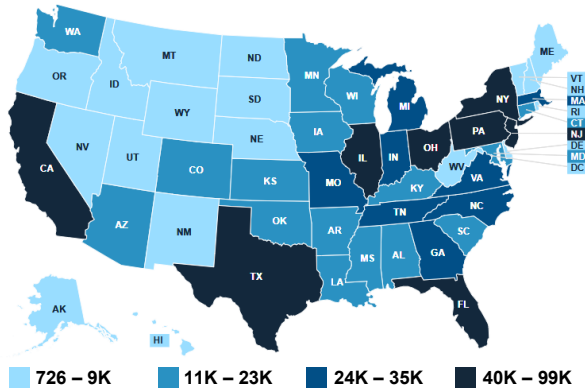 WA
MT
ND
MN
ME
OR
ID
SD
WI
MI
NY
VT
NH
MA
RI
CT
NJ
DE
MD
DC
WY
NE
IA
PA
NV
UT
CO
KS
MO
IL
IN
OH
WV
VA
KY
CA
AZ
NM
OK
AR
TN
NC
SC
TX
LA
MS
AL
GA
FL
AK
HI
726 – 9K
11K – 23K
24K – 35K
40K – 99K